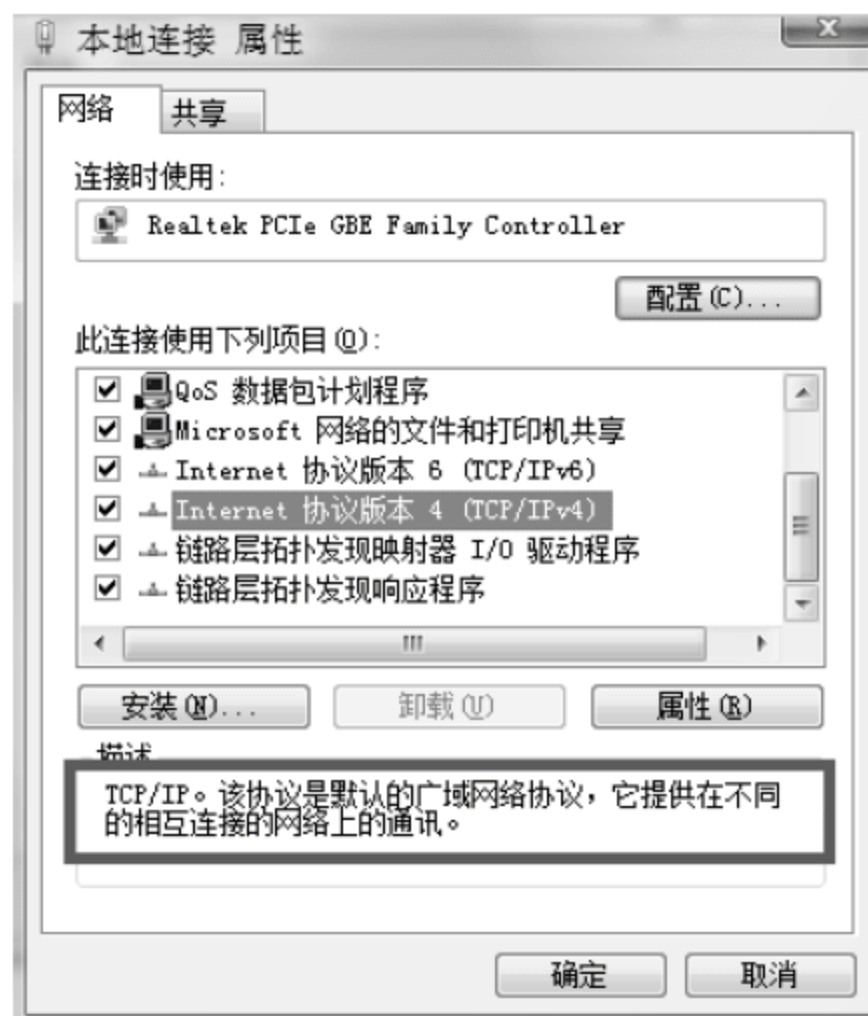 本地连接 属性
网络
共享
连接时使用:
Realtek PCIe GBE Family Controller
配置(C)...
此连接使用下列项目(O):
QoS 数据包计划程序
Microsoft 网络的文件和打印机共享
Internet 协议版本 6 (TCP/IPv6)
Internet 协议版本 4 (TCP/IPv4)
链路层拓扑发现映射器 I/O 驱动程序
链路层拓扑发现响应程序
安装(N)...
卸载(U)
属性(R)
描述
TCP/IP。该协议是默认的广域网络协议，它提供在不同
的相互连接的网络上的通讯。
确定
取消